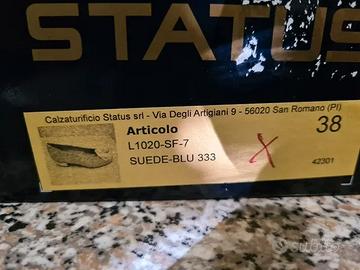 STATUS
Calzaturificio Status srl - Via Degli Artigiani 9 - 56020 San Romano (PI)
Articolo
38
L1020-SF-7
SUEDE-BLU 333
X
42301
subito